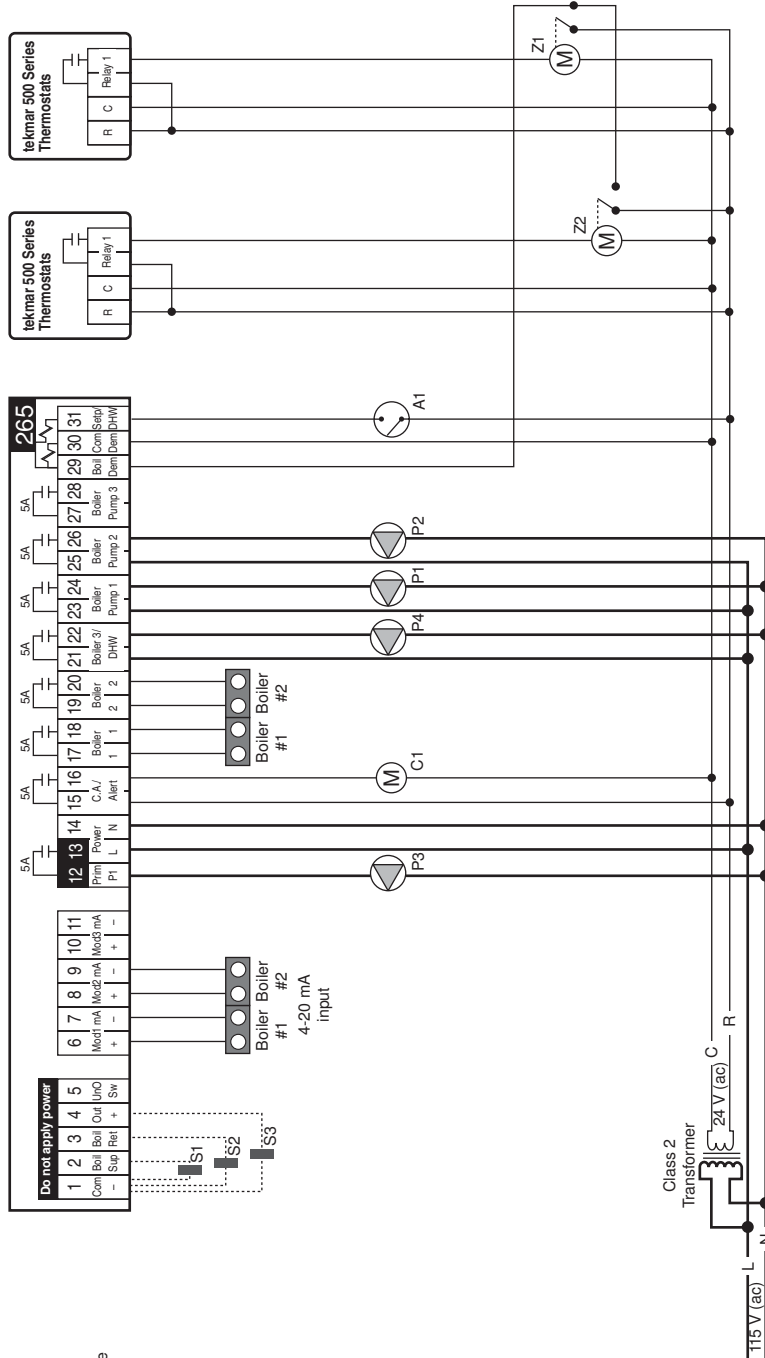 265
Do not apply power
1 2 3 4 5
Com Boil Boil Out UnO
– Sup Ret + Sw
6 7 8 9 10 11
Mod1 mA Mod2 mA Mod3 mA
+ – + – + –
5A 5A 5A 5A 5A 5A 5A 5A
12 13 14 15 16 17 18 19 20 21 22 23 24 25 26 27 28 29 30 31
Prim Power C.A./ Boiler Boiler Boiler 3/ Boiler Boiler Boiler Boil Com Setp/
P1 L N Alert 1 1 2 2 DHW Pump 1 Pump 2 Pump 3 Dem Dem DHW
tekmar 500 Series
Thermostats
R C Relay 1
tekmar 500 Series
Thermostats
R C Relay 1
S1
S2
S3
Boiler Boiler
#1 #2
4-20 mA
input
Boiler Boiler
#1 #2
P3
M C1
P4
P1
P2
A1
Z2
M
Z1
M
Class 2
Transformer
24 V (ac)
C
R
115 V (ac)
L
N
e